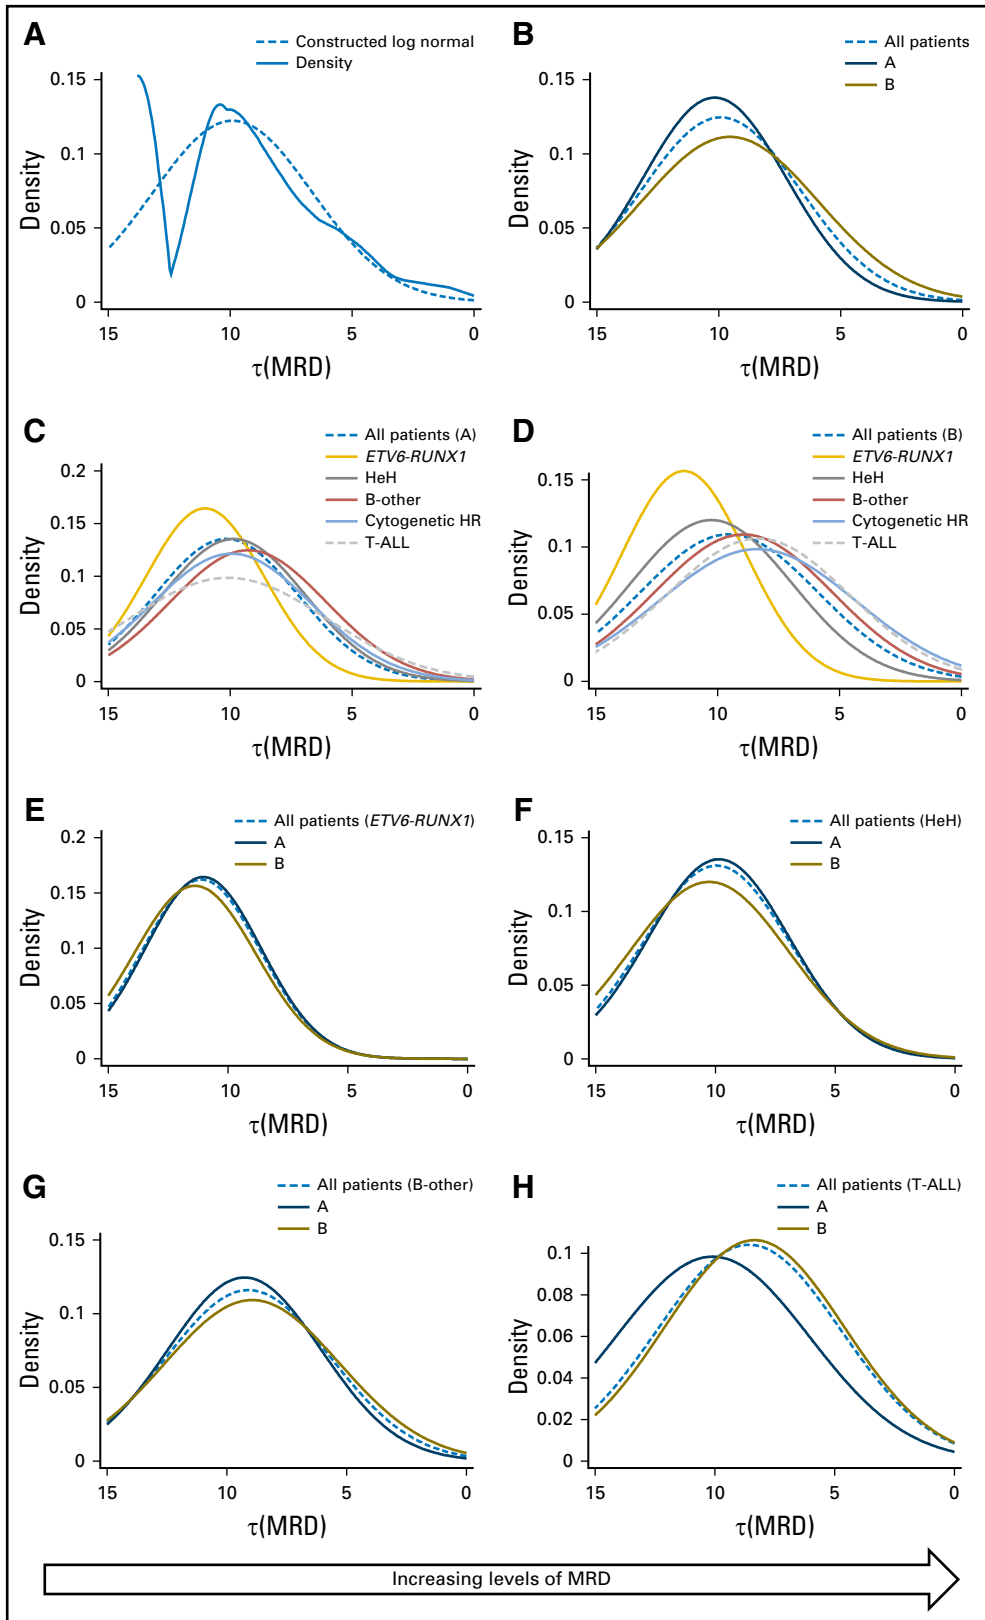 A
Constructed log normal
Density
0.15
0.1
0.05
0
Density
15
10
5
0
τ(MRD)
B
All patients
A
B
0.15
0.1
0.05
0
Density
15
10
5
0
τ(MRD)
C
All patients (A)
ETV6-RUNX1
HeH
B-other
Cytogenetic HR
T-ALL
0.2
0.15
0.1
0.05
0
Density
15
10
5
0
τ(MRD)
D
All patients (B)
ETV6-RUNX1
HeH
B-other
Cytogenetic HR
T-ALL
0.15
0.1
0.05
0
Density
15
10
5
0
τ(MRD)
E
All patients (ETV6-RUNX1)
A
B
0.2
0.15
0.1
0.05
0
Density
15
10
5
0
τ(MRD)
F
All patients (HeH)
A
B
0.15
0.1
0.05
0
Density
15
10
5
0
τ(MRD)
G
All patients (B-other)
A
B
0.15
0.1
0.05
0
Density
15
10
5
0
τ(MRD)
H
All patients (T-ALL)
A
B
0.1
0.08
0.06
0.04
0.02
0
Density
15
10
5
0
τ(MRD)
Increasing levels of MRD